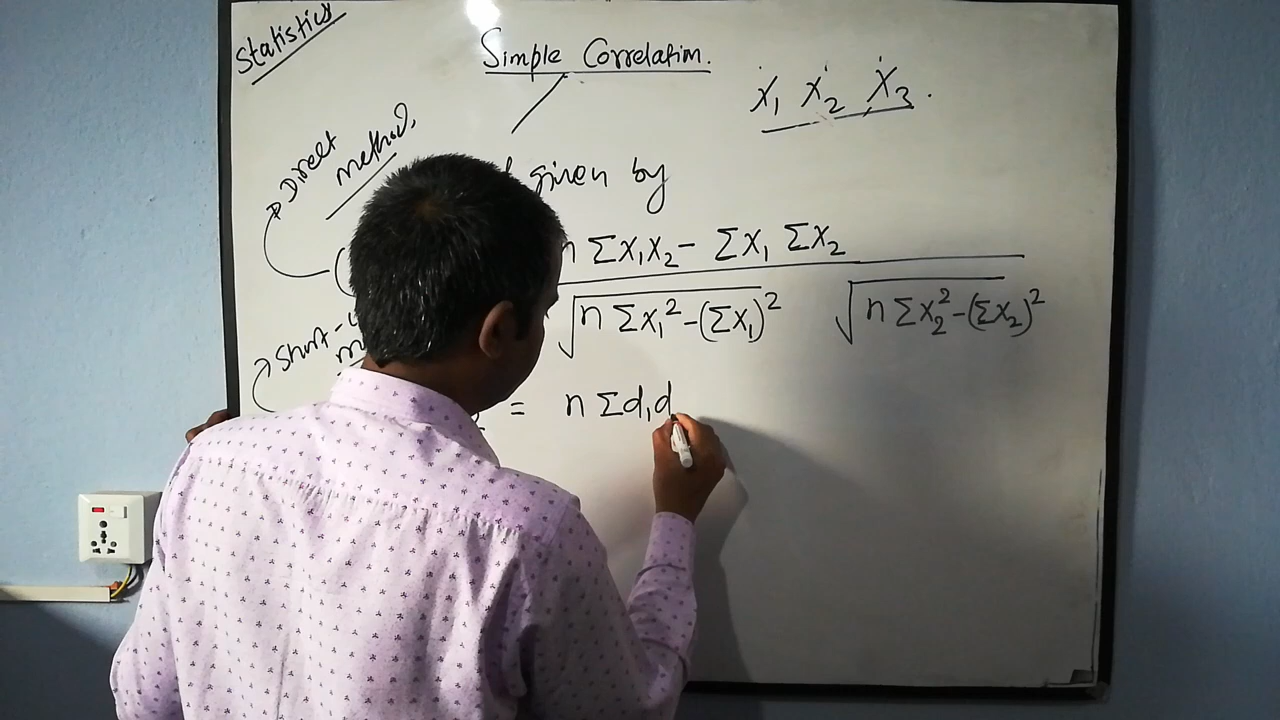 Statistics
Simple Correlation.
X₁ X₂ X₃.
Direct
method,
given by
n ΣX₁X₂ - ΣX₁ ΣX₂
√n ΣX₁² - (ΣX₁)² √n ΣX₂² - (ΣX₂)²
Short-
= n Σd₁d